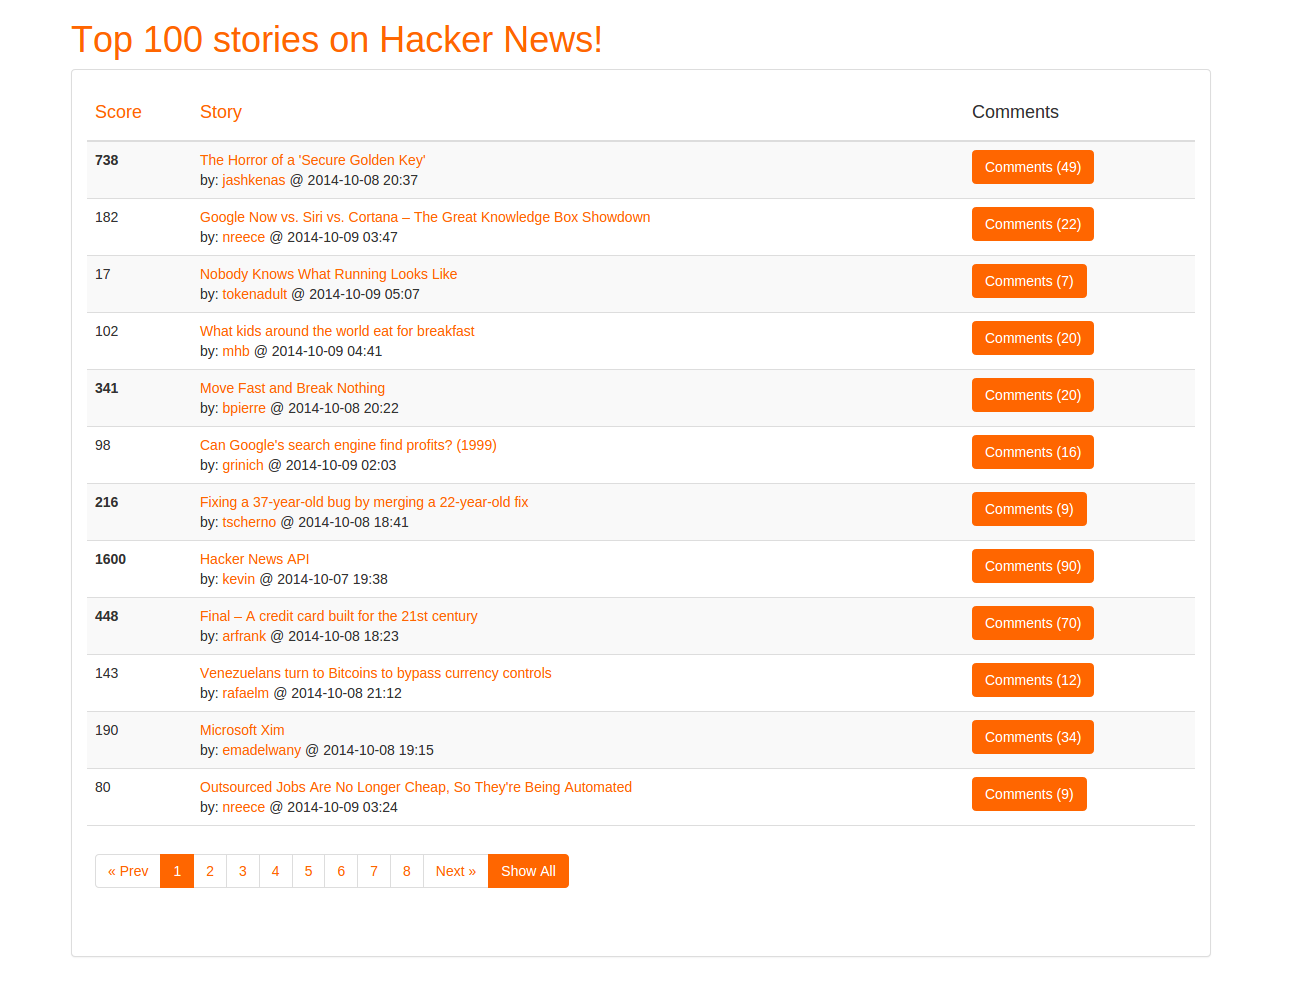 Top 100 stories on Hacker News!
Score Story Comments
738 The Horror of a 'Secure Golden Key' Comments (49)
by: jashkenas @ 2014-10-08 20:37
182 Google Now vs. Siri vs. Cortana – The Great Knowledge Box Showdown Comments (22)
by: nreece @ 2014-10-09 03:47
17 Nobody Knows What Running Looks Like Comments (7)
by: tokenadult @ 2014-10-09 05:07
102 What kids around the world eat for breakfast Comments (20)
by: mhb @ 2014-10-09 04:41
341 Move Fast and Break Nothing Comments (20)
by: bpierre @ 2014-10-08 20:22
98 Can Google's search engine find profits? (1999) Comments (16)
by: grinich @ 2014-10-09 02:03
216 Fixing a 37-year-old bug by merging a 22-year-old fix Comments (9)
by: tscherno @ 2014-10-08 18:41
1600 Hacker News API Comments (90)
by: kevin @ 2014-10-07 19:38
448 Final – A credit card built for the 21st century Comments (70)
by: arfrank @ 2014-10-08 18:23
143 Venezuelans turn to Bitcoins to bypass currency controls Comments (12)
by: rafaelm @ 2014-10-08 21:12
190 Microsoft Xim Comments (34)
by: emadelwany @ 2014-10-08 19:15
80 Outsourced Jobs Are No Longer Cheap, So They're Being Automated Comments (9)
by: nreece @ 2014-10-09 03:24
« Prev 1 2 3 4 5 6 7 8 Next » Show All